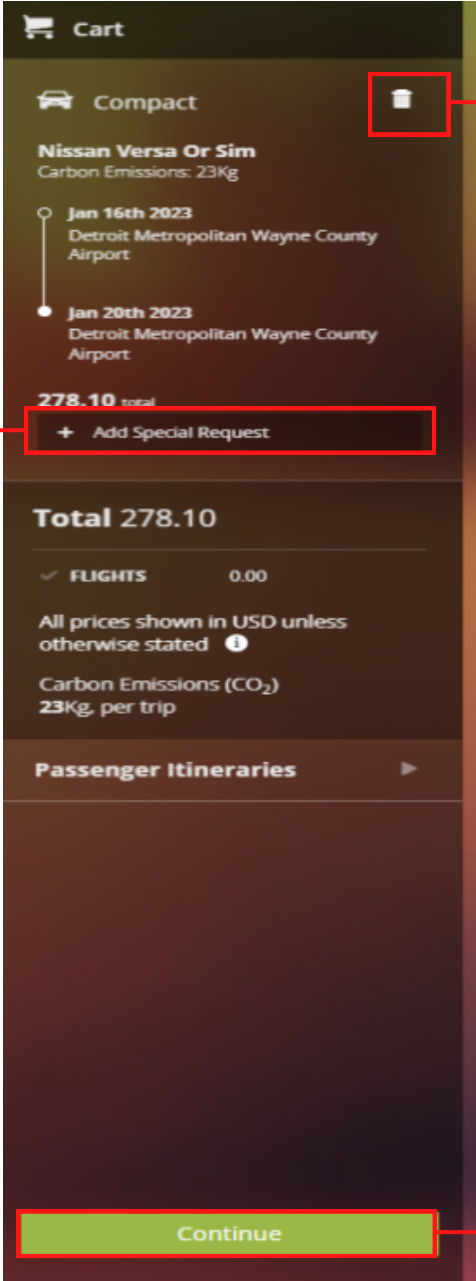 Cart
Compact
Nissan Versa Or Sim
Carbon Emissions: 23Kg
Jan 16th 2023
Detroit Metropolitan Wayne County
Airport
Jan 20th 2023
Detroit Metropolitan Wayne County
Airport
278.10 total
+ Add Special Request
Total 278.10
FLIGHTS 0.00
All prices shown in USD unless
otherwise stated
Carbon Emissions (CO₂)
23Kg, per trip
Passenger Itineraries
Continue